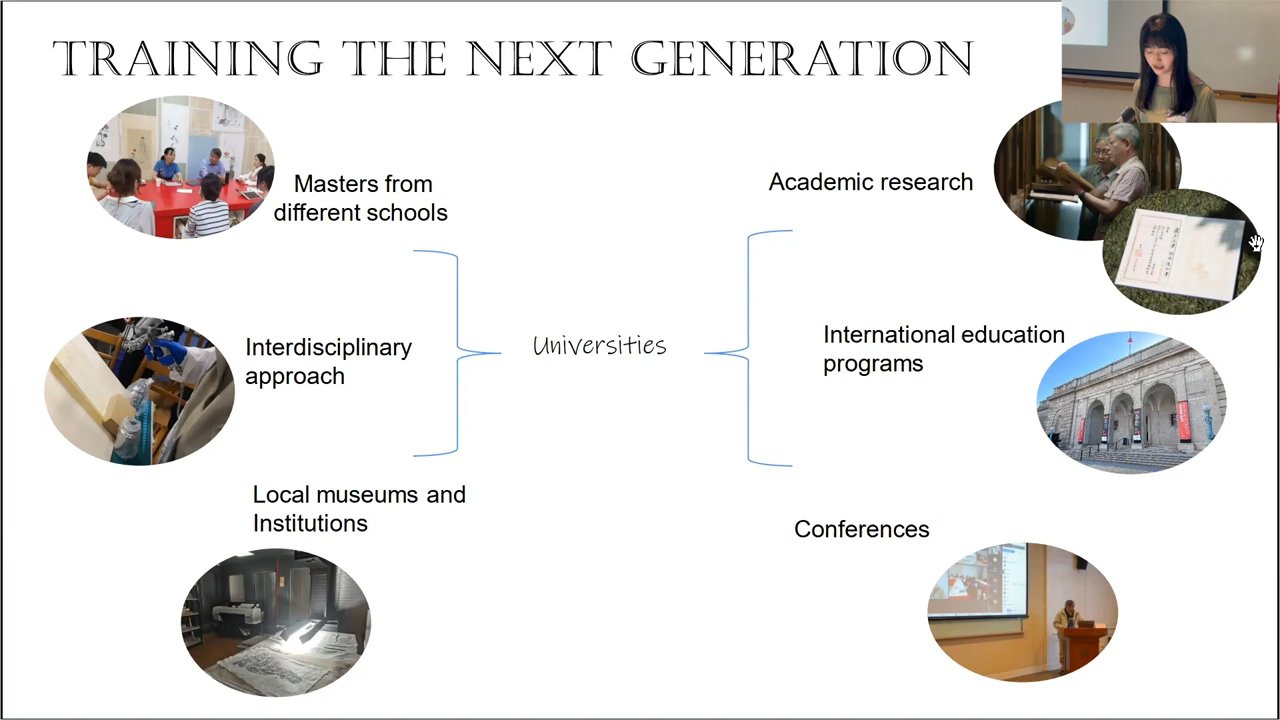 TRAINING THE NEXT GENERATION
Masters from
different schools
Academic research
Interdisciplinary
approach
Universities
International education
programs
Local museums and
Institutions
Conferences